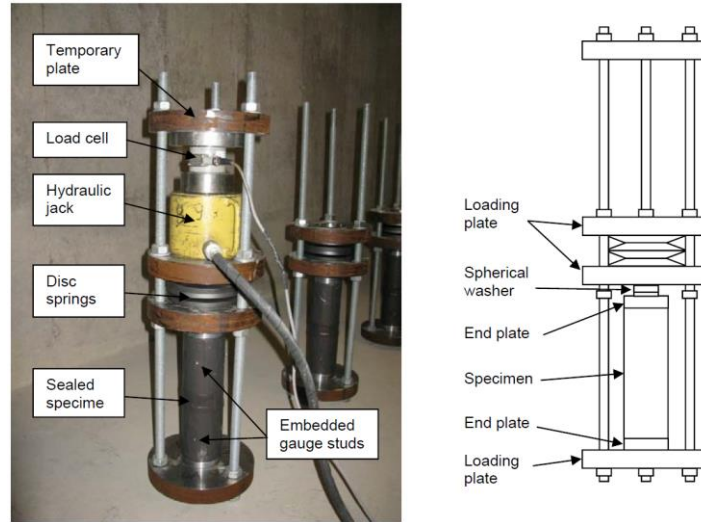 Temporary
plate
Load cell
Hydraulic
jack
Disc
springs
Sealed
specime
Embedded
gauge studs
Loading
plate
Spherical
washer
End plate
Specimen
End plate
Loading
plate